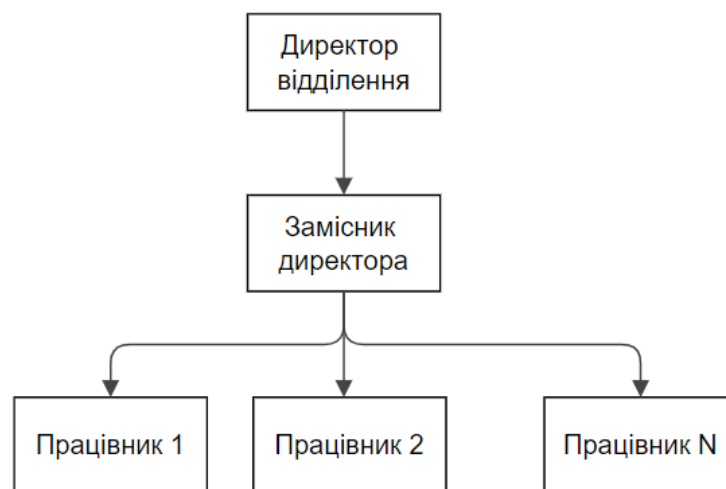 Директор
відділення
Замісник
директора
Працівник 1
Працівник 2
Працівник N